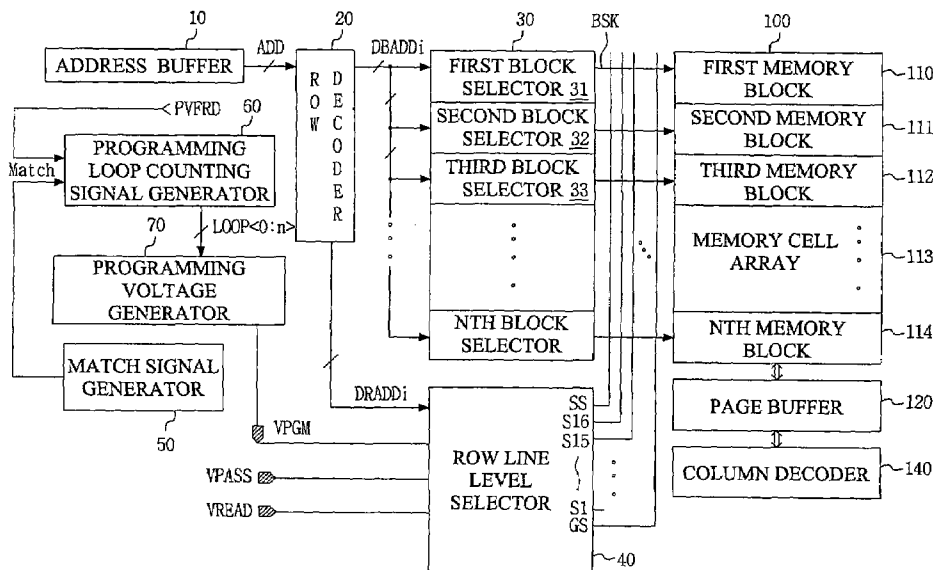 10
20
30
BSK
100
ADDRESS BUFFER
ADD
ROW
DECODER
DBADDi
FIRST BLOCK
SELECTOR 31
FIRST MEMORY
BLOCK
110
PVFRD
60
SECOND BLOCK
SELECTOR 32
SECOND MEMORY
BLOCK
111
Match
PROGRAMMING
LOOP COUNTING
SIGNAL GENERATOR
THIRD BLOCK
SELECTOR 33
THIRD MEMORY
BLOCK
112
70
LOOP<0:n>
MEMORY CELL
ARRAY
113
PROGRAMMING
VOLTAGE
GENERATOR
NTH BLOCK
SELECTOR
NTH MEMORY
BLOCK
114
MATCH SIGNAL
GENERATOR
50
DRADDi
VPGM
VPASS
VREAD
ROW LINE
LEVEL
SELECTOR
SS
S16
S15
S1
GS
40
PAGE BUFFER
120
COLUMN DECODER
140